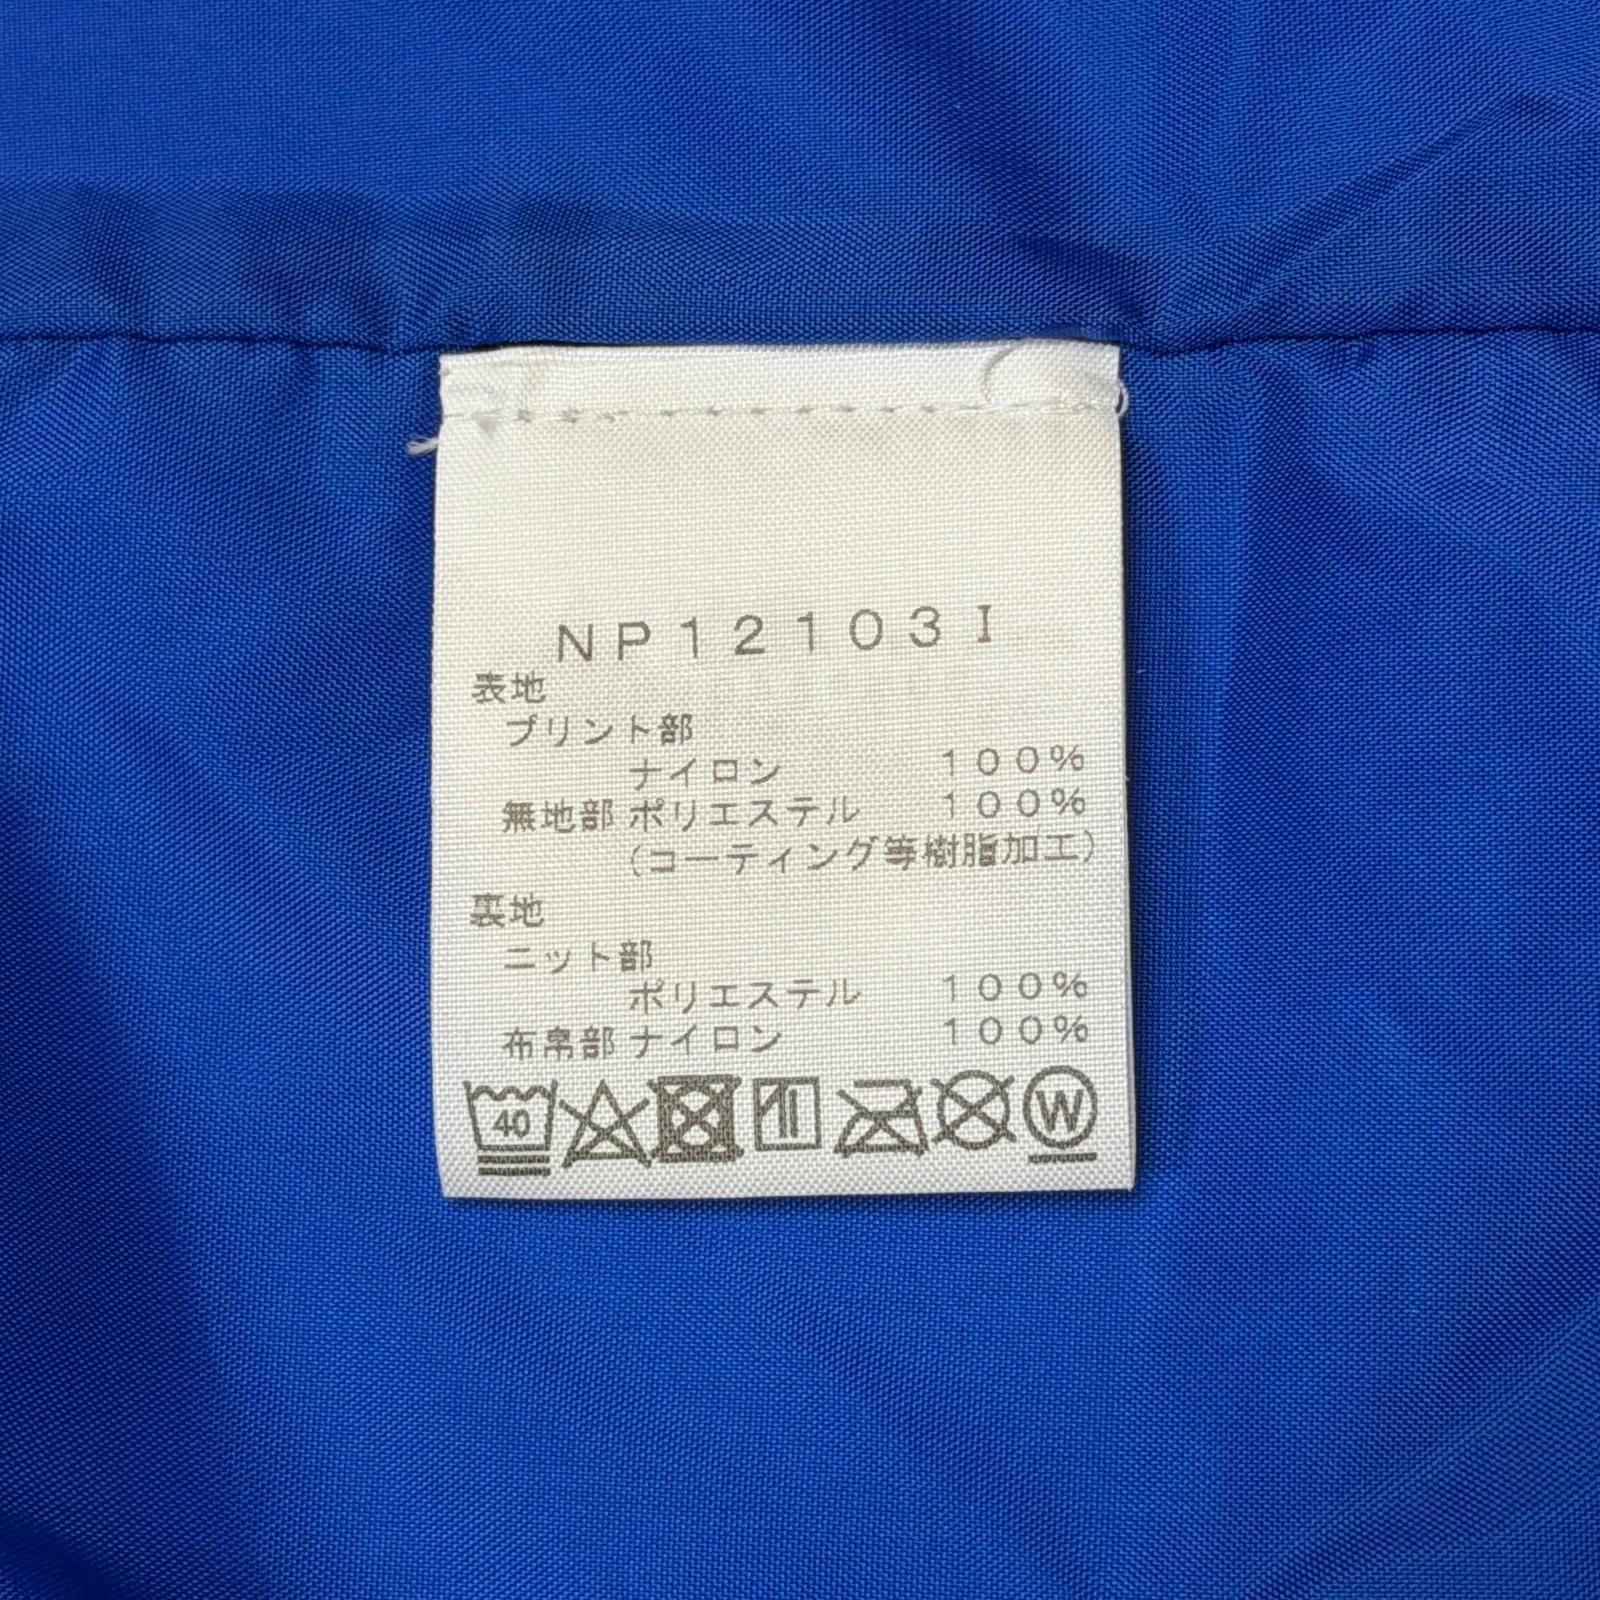 NP12103I
表地
プリント部
ナイロン 100%
無地部 ポリエステル 100%
(コーティング等樹脂加工)
裏地
ニット部
ポリエステル 100%
布帛部 ナイロン 100%
40 W